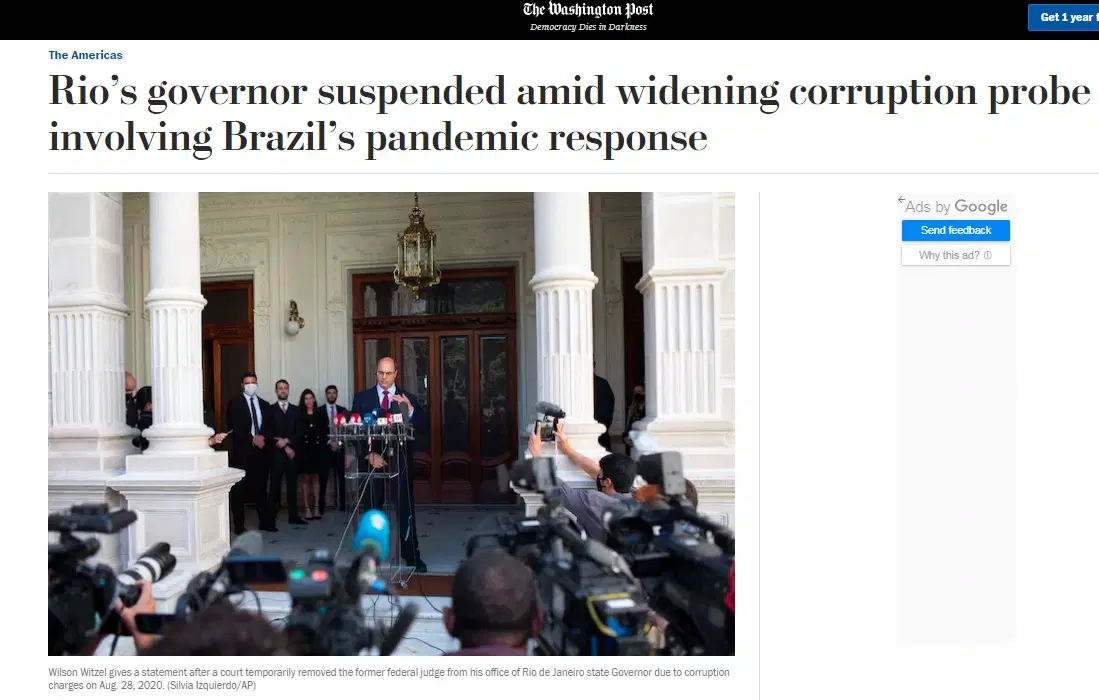 The Washington Post
Democracy Dies in Darkness
Get 1 year
The Americas
Rio’s governor suspended amid widening corruption probe
involving Brazil’s pandemic response
Ads by Google
Send feedback
Why this ad?
Wilson Witzel gives a statement after a court temporarily removed the former federal judge from his office of Rio de Janeiro state Governor due to corruption
charges on Aug. 28, 2020. (Silvia Izquierdo/AP)